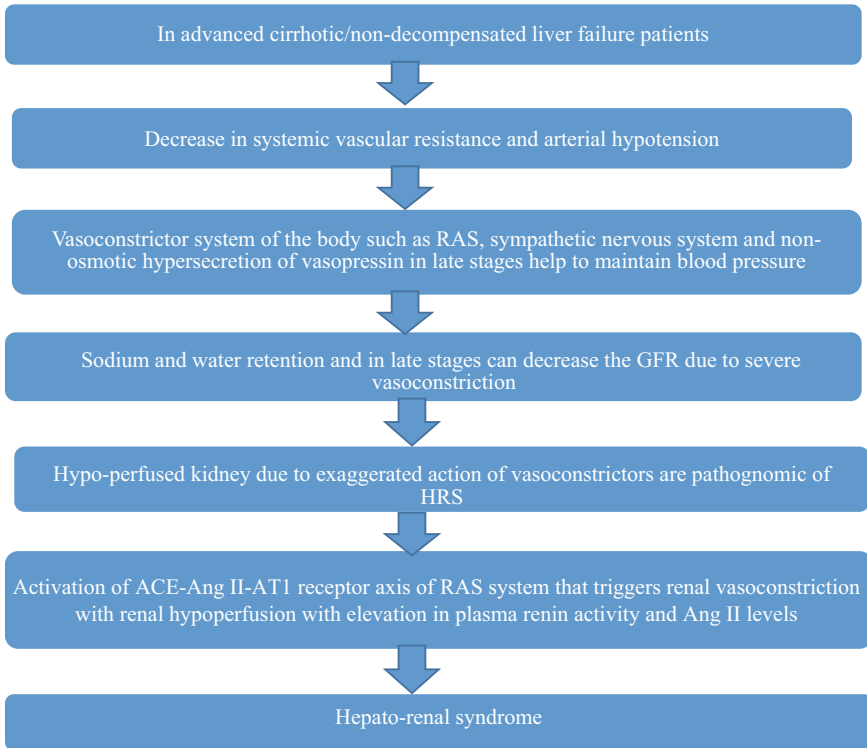 In advanced cirrhotic/non-decompensated liver failure patients
Decrease in systemic vascular resistance and arterial hypotension
Vasoconstrictor system of the body such as RAS, sympathetic nervous system and non-
osmotic hypersecretion of vasopressin in late stages help to maintain blood pressure
Sodium and water retention and in late stages can decrease the GFR due to severe
vasoconstriction
Hypo-perfused kidney due to exaggerated action of vasoconstrictors are pathognomic of
HRS
Activation of ACE-Ang II-AT1 receptor axis of RAS system that triggers renal vasoconstriction
with renal hypoperfusion with elevation in plasma renin activity and Ang II levels
Hepato-renal syndrome